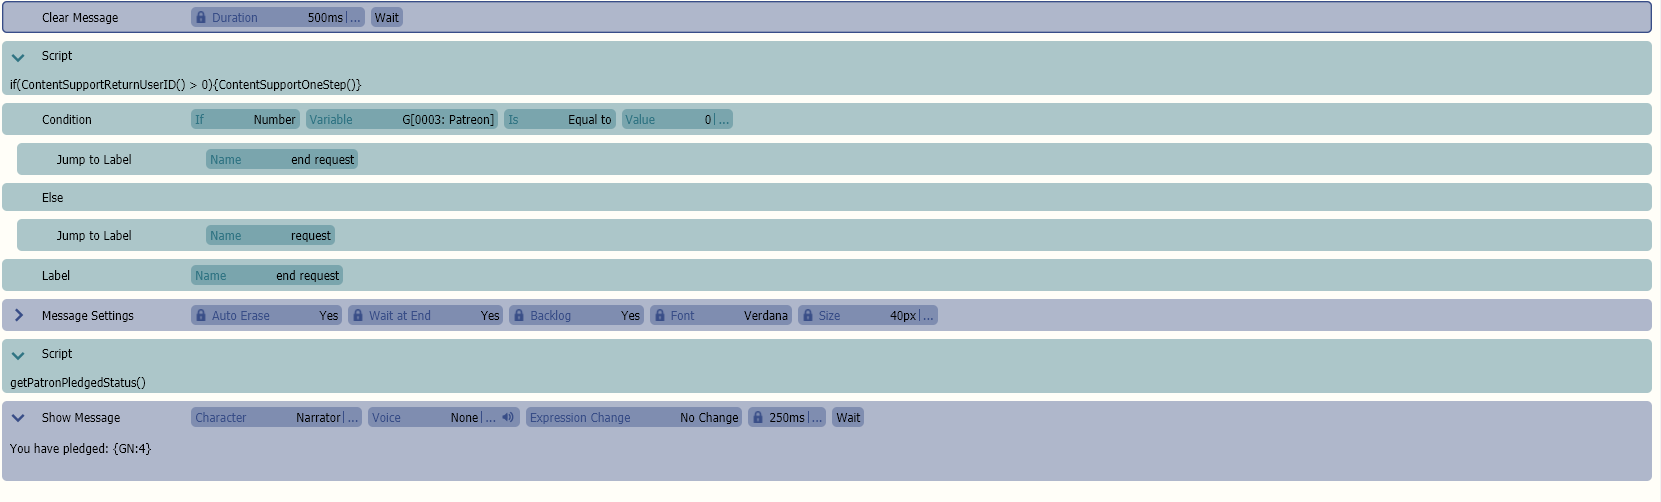 Clear Message Duration 500ms|... Wait
Script
if(ContentSupportReturnUserID() > 0){ContentSupportOneStep()}
Condition If Number Variable G[0003: Patreon] Is Equal to Value 0|...
Jump to Label Name end request
Else
Jump to Label Name request
Label Name end request
Message Settings Auto Erase Yes Wait at End Yes Backlog Yes Font Verdana Size 40px|...
Script
getPatronPledgedStatus()
Show Message Character Narrator|... Voice None|... Expression Change No Change 250ms|... Wait
You have pledged: {GN:4}